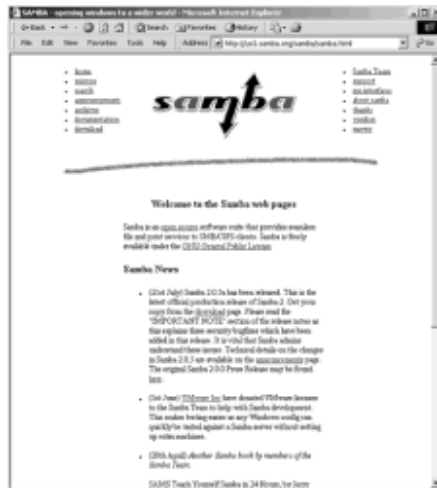 SAMBA - opening windows to a wider world - Microsoft Internet Explorer
Back Search Favorites History
File Edit View Favorites Tools Help Address http://us1.samba.org/samba/samba.html Go
home
mirrors
search
announcements
archives
documentation
download
samba
Samba Team
support
about samba
thanks
vendors
Welcome to the Samba web pages
Samba is an open source software suite that provides seamless
file and print services to SMB/CIFS clients. Samba is freely
available under the GNU General Public License.
Samba News
(21st July) Samba 2.0.5a has been released. This is the
latest official production release of Samba 2. Get your
copy from the download page. Please read the
"IMPORTANT NOTE" section of the release notes as
this explains three security bugfixes which have been
added in this release. It is vital that Samba admins
understand these issues. Technical details on the changes
in Samba 2.0.5 are available on the announcements page.
The original Samba 2.0.0 Press Release may be found
here.
(1st June) VMware Inc have donated VMware licenses
to the Samba Team to help with Samba development.
This makes testing easier as any Windows config can
quickly be tested against a Samba server without setting
up extra machines.
Another Samba book by members of the
Samba Team.
SAMS Teach Yourself Samba in 24 Hours, by Jerry